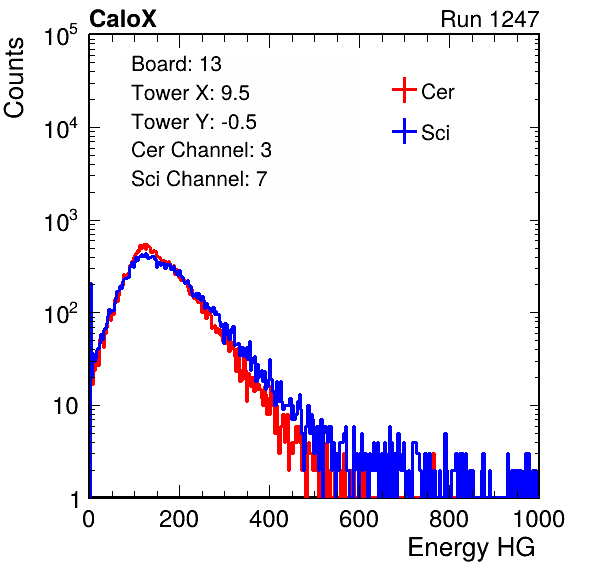 CaloX Run 1247
Counts
10^5
10^4
10^3
10^2
10
1
Board: 13
Tower X: 9.5
Tower Y: -0.5
Cer Channel: 3
Sci Channel: 7
Cer
Sci
0 200 400 600 800 1000
Energy HG